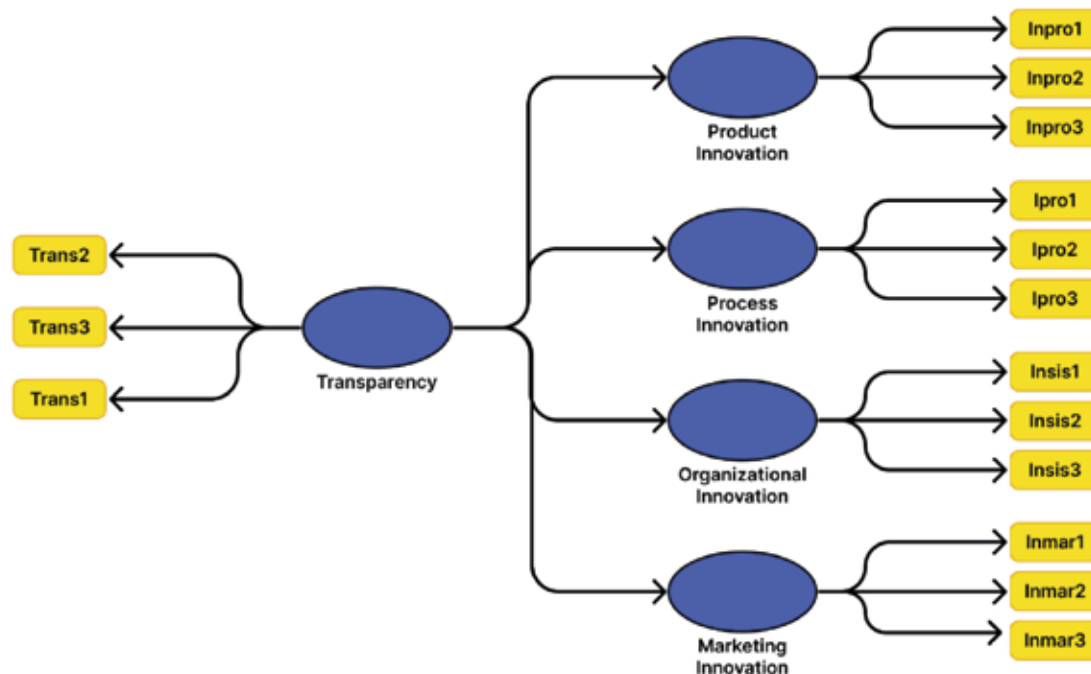 Trans2
Trans3
Trans1
Transparency
Product
Innovation
Process
Innovation
Organizational
Innovation
Marketing
Innovation
Inpro1
Inpro2
Inpro3
Ipro1
Ipro2
Ipro3
Insis1
Insis2
Insis3
Inmar1
Inmar2
Inmar3